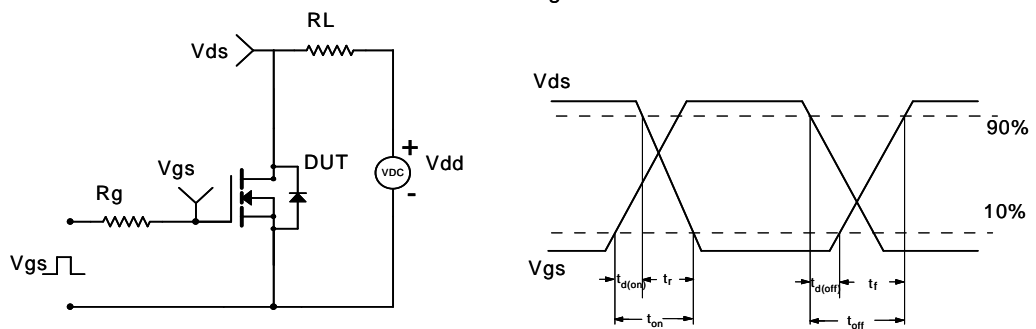 RL
Vds
Vgs
DUT
Rg
+
VDC
Vdd
-
Vgs
Vds
90%
10%
Vgs
td(on)
tr
td(off)
tf
ton
toff